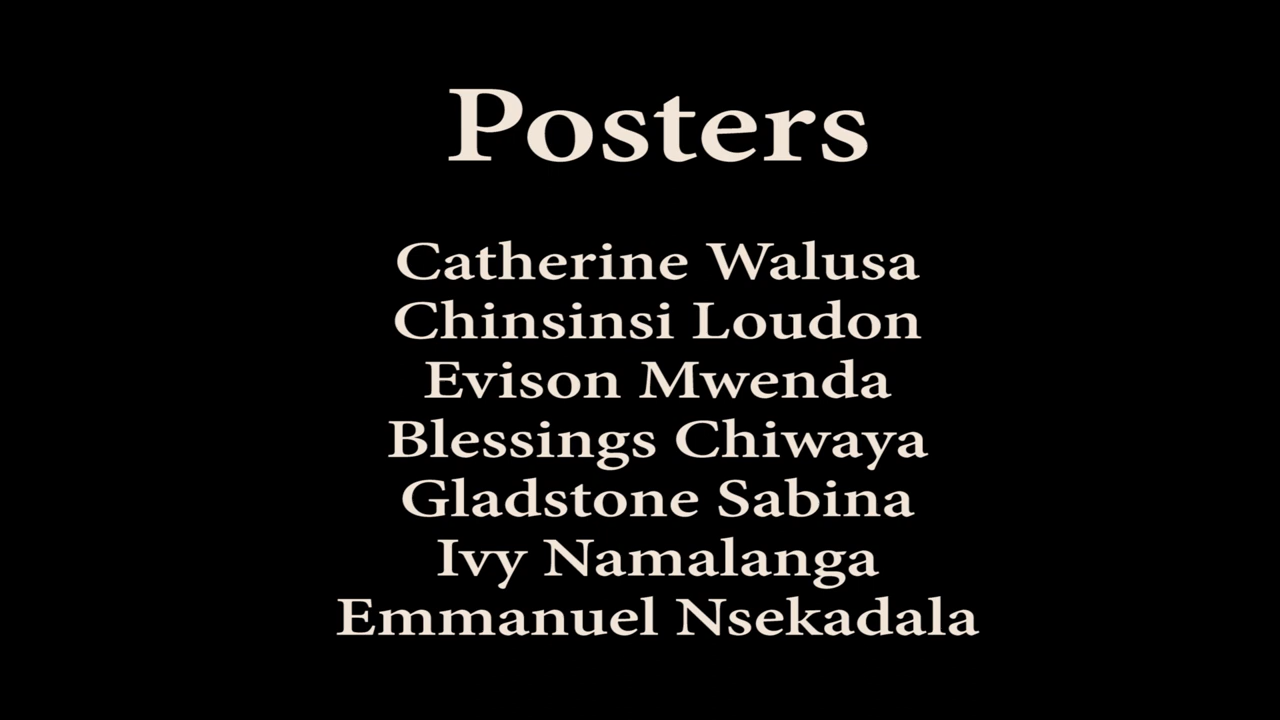 Posters
Catherine Walusa
Chinsinsi Loudon
Evison Mwenda
Blessings Chiwaya
Gladstone Sabina
Ivy Namalanga
Emmanuel Nsekadala